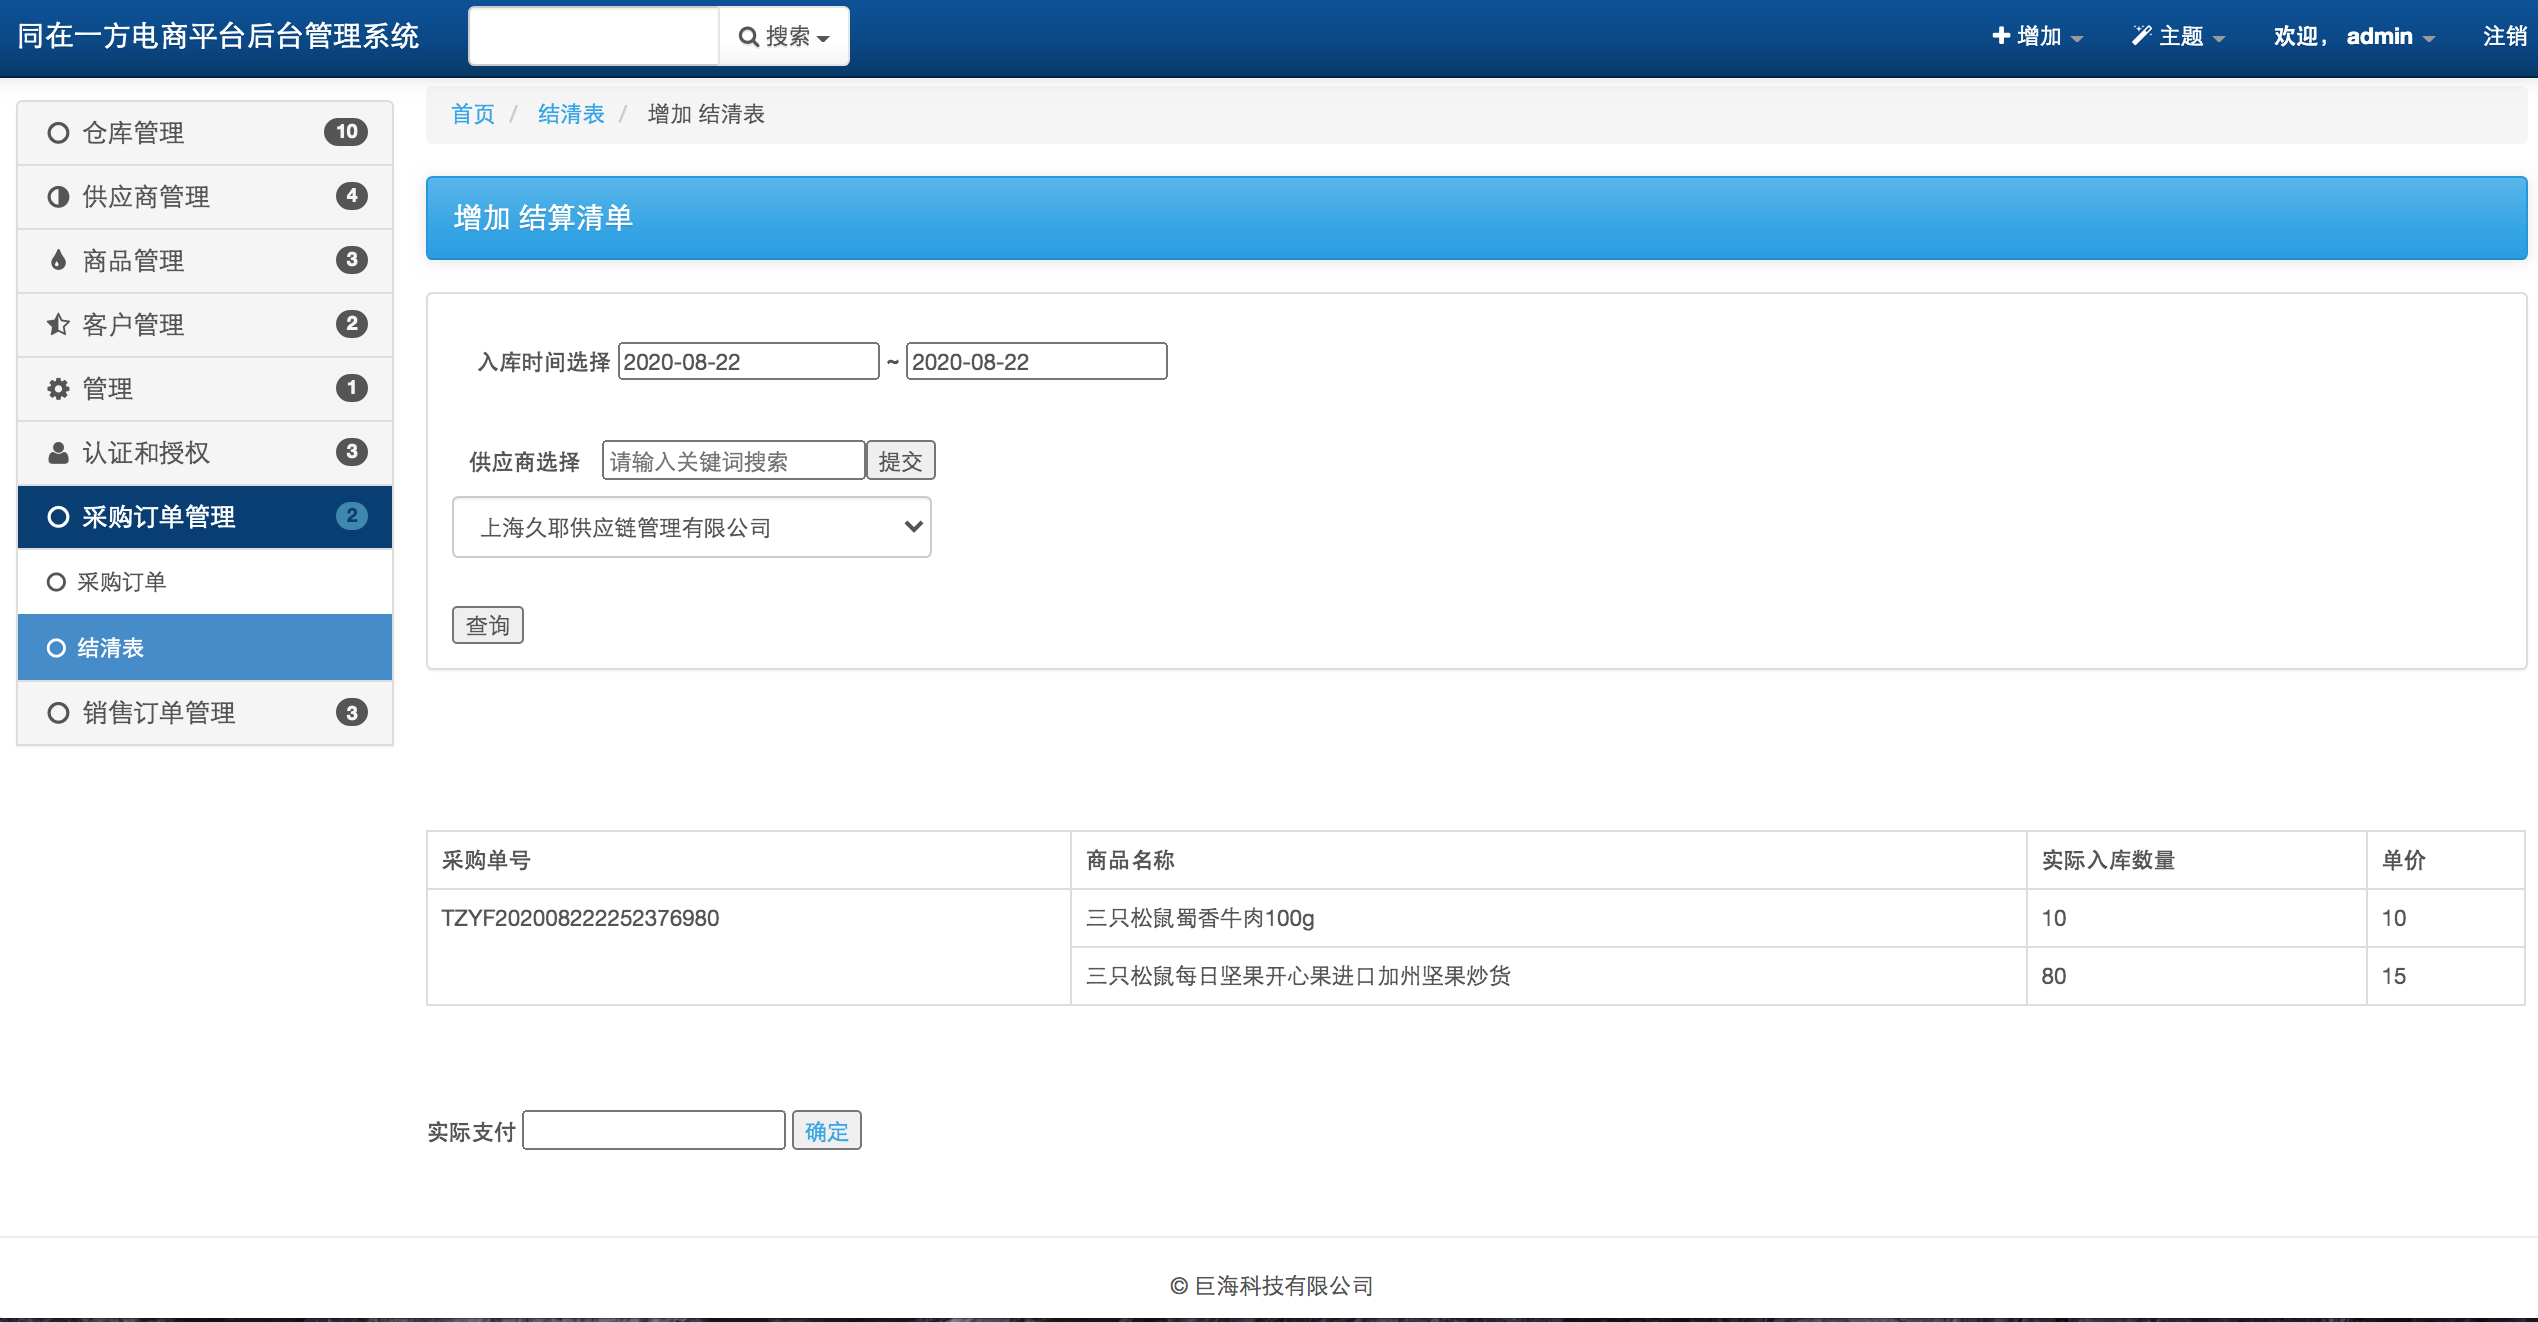 同在一方电商平台后台管理系统
搜索
增加
主题
欢迎， admin
注销
仓库管理 10
供应商管理 4
商品管理 3
客户管理 2
管理 1
认证和授权 3
采购订单管理 2
采购订单
结清表
销售订单管理 3
首页 / 结清表 / 增加 结清表
增加 结算清单
入库时间选择 2020-08-22 ~ 2020-08-22
供应商选择 请输入关键词搜索 提交
上海久耶供应链管理有限公司
查询
采购单号 商品名称 实际入库数量 单价
TZYF202008222252376980 三只松鼠蜀香牛肉100g 10 10
三只松鼠每日坚果开心果进口加州坚果炒货 80 15
实际支付 确定
© 巨海科技有限公司